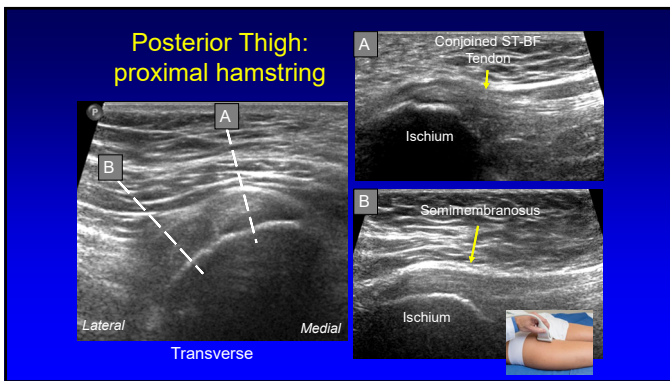 Posterior Thigh:
proximal hamstring
P
A
B
Lateral
Medial
Transverse
A
Conjoined ST-BF
Tendon
Ischium
B
Semimembranosus
Ischium